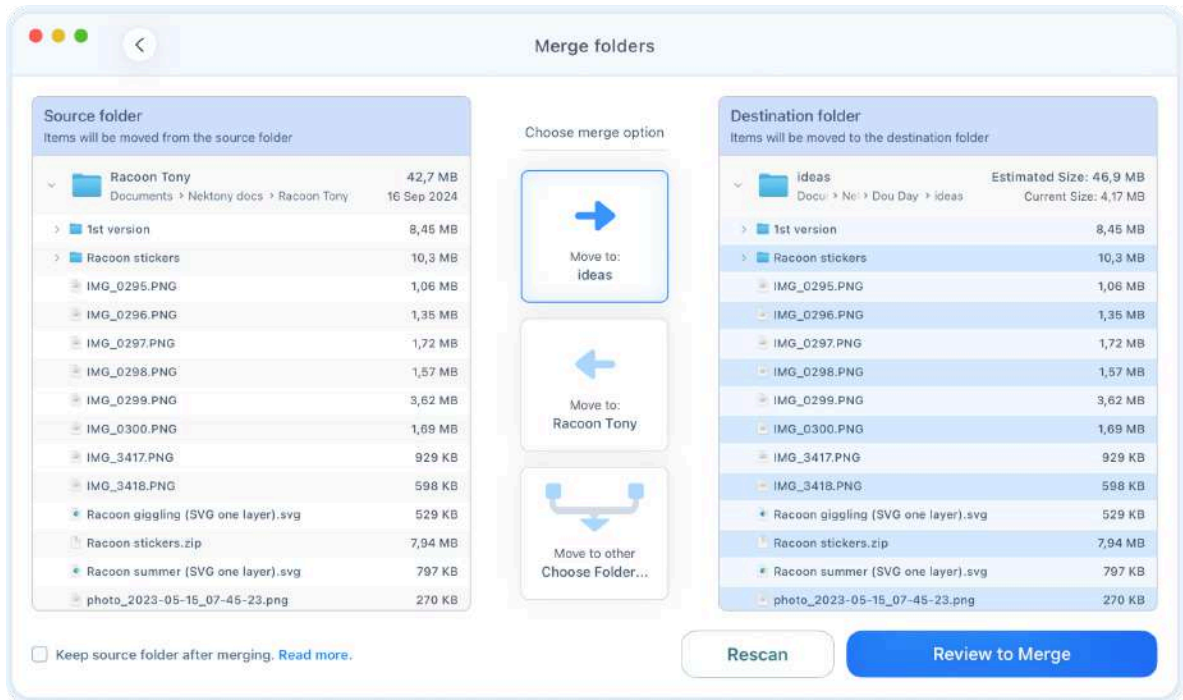 Merge folders
Source folder
Items will be moved from the source folder
Racoon Tony 42,7 MB
Documents › Nektony docs › Racoon Tony 16 Sep 2024
1st version 8,45 MB
Racoon stickers 10,3 MB
IMG_0295.PNG 1,06 MB
IMG_0296.PNG 1,35 MB
IMG_0297.PNG 1,72 MB
IMG_0298.PNG 1,57 MB
IMG_0299.PNG 3,62 MB
IMG_0300.PNG 1,69 MB
IMG_3417.PNG 929 KB
IMG_3418.PNG 598 KB
Racoon giggling (SVG one layer).svg 529 KB
Racoon stickers.zip 7,94 MB
Racoon summer (SVG one layer).svg 797 KB
photo_2023-05-15_07-45-23.png 270 KB
Choose merge option
Move to:
ideas
Move to:
Racoon Tony
Move to other
Choose Folder...
Destination folder
Items will be moved to the destination folder
ideas Estimated Size: 46,9 MB
Docu › Ne › Dou Day › ideas Current Size: 4,17 MB
1st version 8,45 MB
Racoon stickers 10,3 MB
IMG_0295.PNG 1,06 MB
IMG_0296.PNG 1,35 MB
IMG_0297.PNG 1,72 MB
IMG_0298.PNG 1,57 MB
IMG_0299.PNG 3,62 MB
IMG_0300.PNG 1,69 MB
IMG_3417.PNG 929 KB
IMG_3418.PNG 598 KB
Racoon giggling (SVG one layer).svg 529 KB
Racoon stickers.zip 7,94 MB
Racoon summer (SVG one layer).svg 797 KB
photo_2023-05-15_07-45-23.png 270 KB
Keep source folder after merging. Read more.
Rescan
Review to Merge